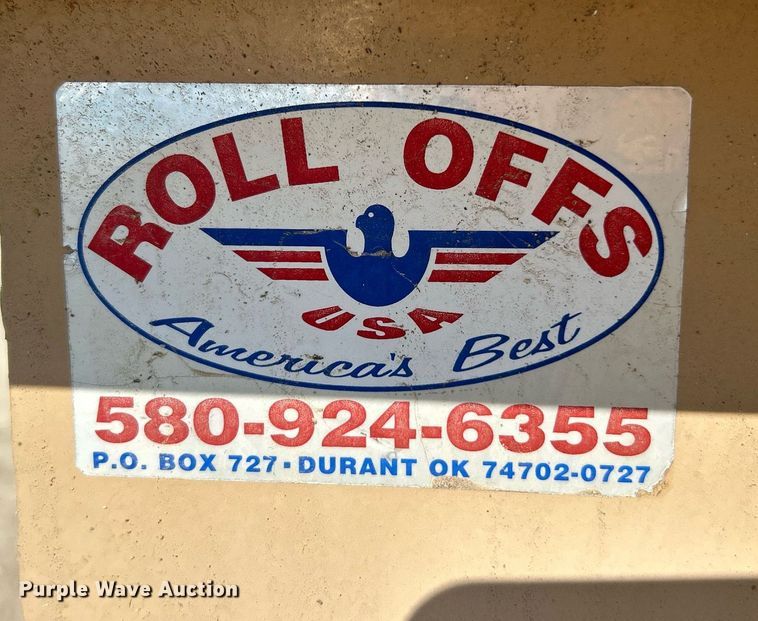 ROLL OFFS
USA
America's Best
580-924-6355
P.O. BOX 727 · DURANT OK 74702-0727
Purple Wave Auction